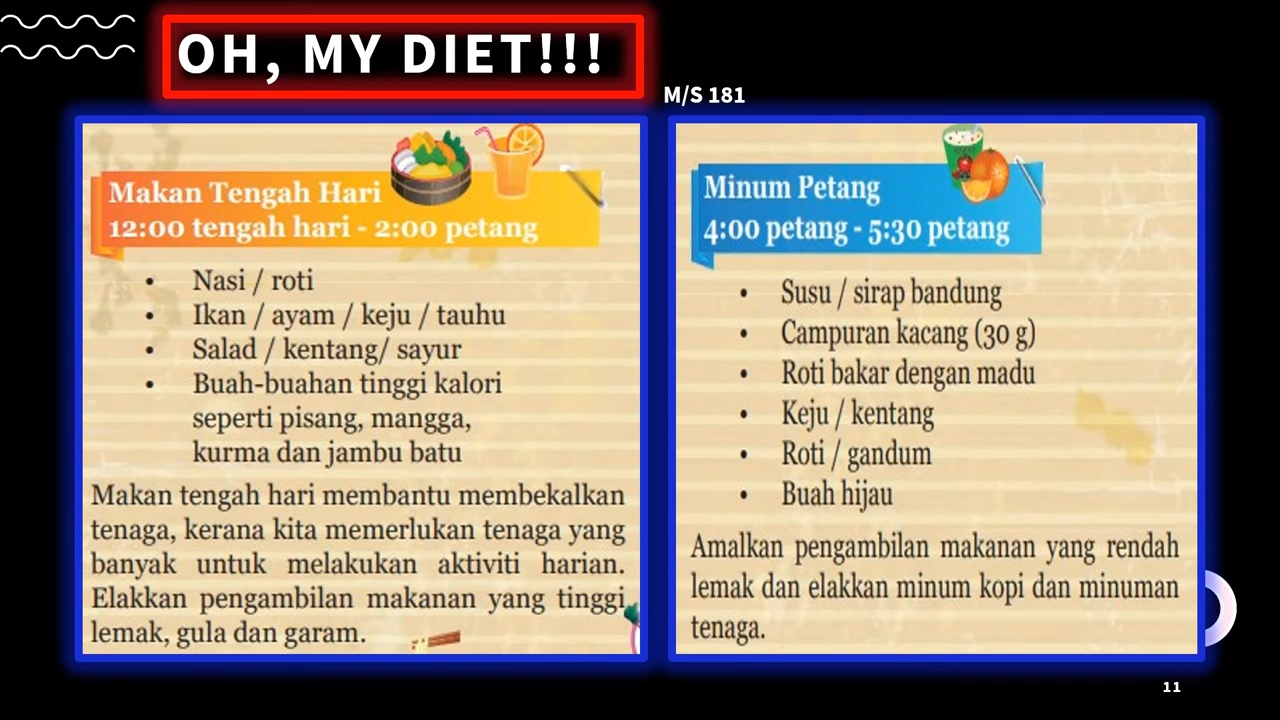 OH, MY DIET!!!
M/S 181
Makan Tengah Hari
12:00 tengah hari - 2:00 petang
• Nasi / roti
• Ikan / ayam / keju / tauhu
• Salad / kentang/ sayur
• Buah-buahan tinggi kalori
seperti pisang, mangga,
kurma dan jambu batu
Makan tengah hari membantu membekalkan
tenaga, kerana kita memerlukan tenaga yang
banyak untuk melakukan aktiviti harian.
Elakkan pengambilan makanan yang tinggi
lemak, gula dan garam.
Minum Petang
4:00 petang - 5:30 petang
• Susu / sirap bandung
• Campuran kacang (30 g)
• Roti bakar dengan madu
• Keju / kentang
• Roti / gandum
• Buah hijau
Amalkan pengambilan makanan yang rendah
lemak dan elakkan minum kopi dan minuman
tenaga.
11